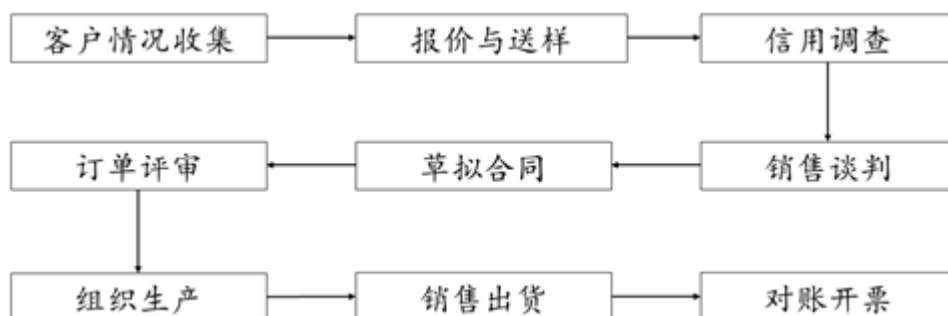 客户情况收集
报价与送样
信用调查
销售谈判
草拟合同
订单评审
组织生产
销售出货
对账开票